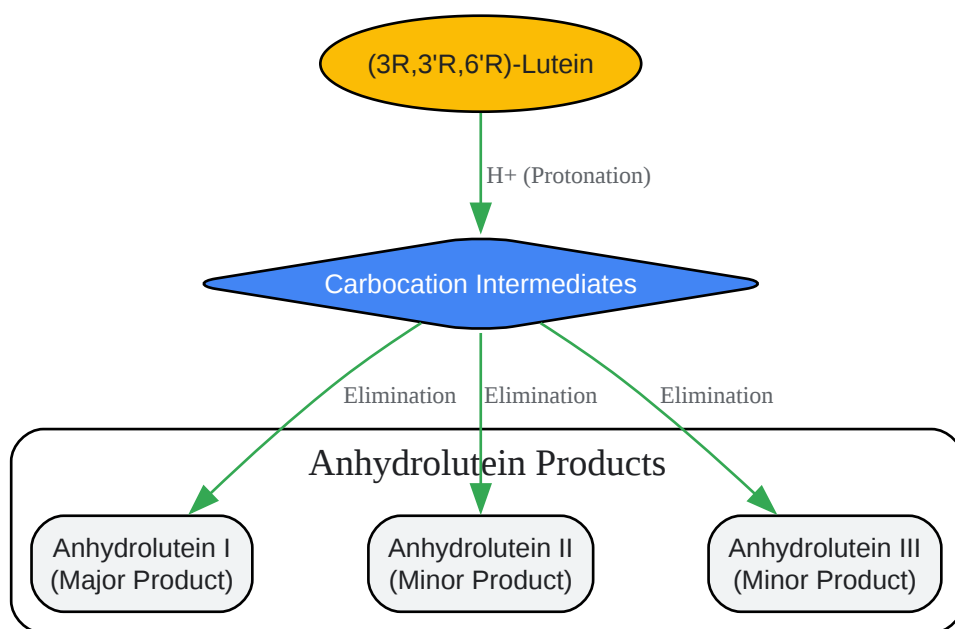 (3R,3'R,6'R)-Lutein
H+ (Protonation)
Carbocation Intermediates
Elimination
Elimination
Elimination
Anhydrolutein Products
Anhydrolutein I
(Major Product)
Anhydrolutein II
(Minor Product)
Anhydrolutein III
(Minor Product)